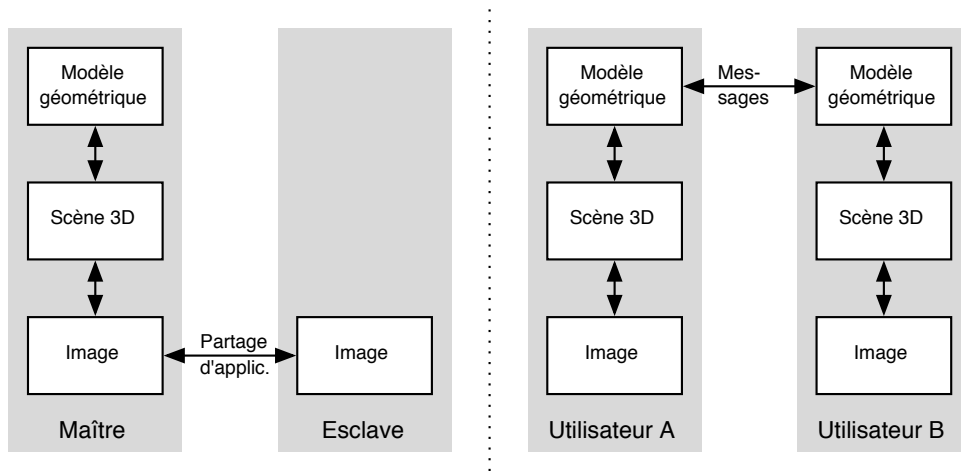 Modèle
géométrique
Scène 3D
Image
Maître
Partage
d'applic.
Image
Esclave
Modèle
géométrique
Scène 3D
Image
Utilisateur A
Mes-
sages
Modèle
géométrique
Scène 3D
Image
Utilisateur B